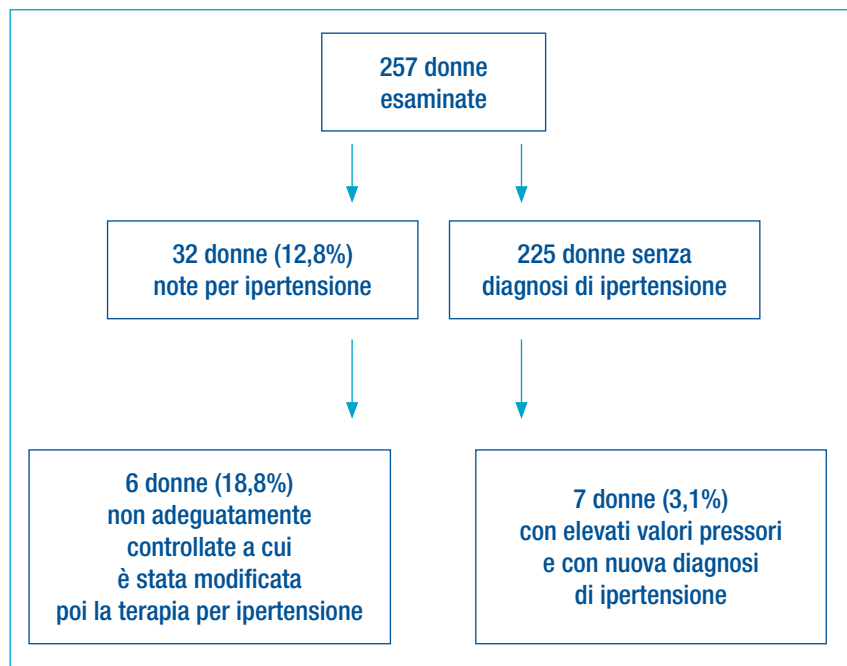 257 donne
esaminate
32 donne (12,8%)
note per ipertensione
225 donne senza
diagnosi di ipertensione
6 donne (18,8%)
non adeguatamente
controllate a cui
è stata modificata
poi la terapia per ipertensione
7 donne (3,1%)
con elevati valori pressori
e con nuova diagnosi
di ipertensione